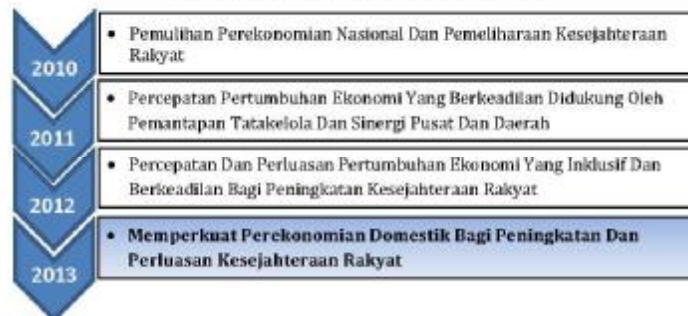 2010
• Pemulihan Perekonomian Nasional Dan Pemeliharaan Kesejahteraan
Rakyat
2011
• Percepatan Pertumbuhan Ekonomi Yang Berkeadilan Didukung Oleh
Pemantapan Tatakelola Dan Sinergi Pusat Dan Daerah
2012
• Percepatan Dan Perluasan Pertumbuhan Ekonomi Yang Inklusif Dan
Berkeadilan Bagi Peningkatan Kesejahteraan Rakyat
2013
• Memperkuat Perekonomian Domestik Bagi Peningkatan Dan
Perluasan Kesejahteraan Rakyat